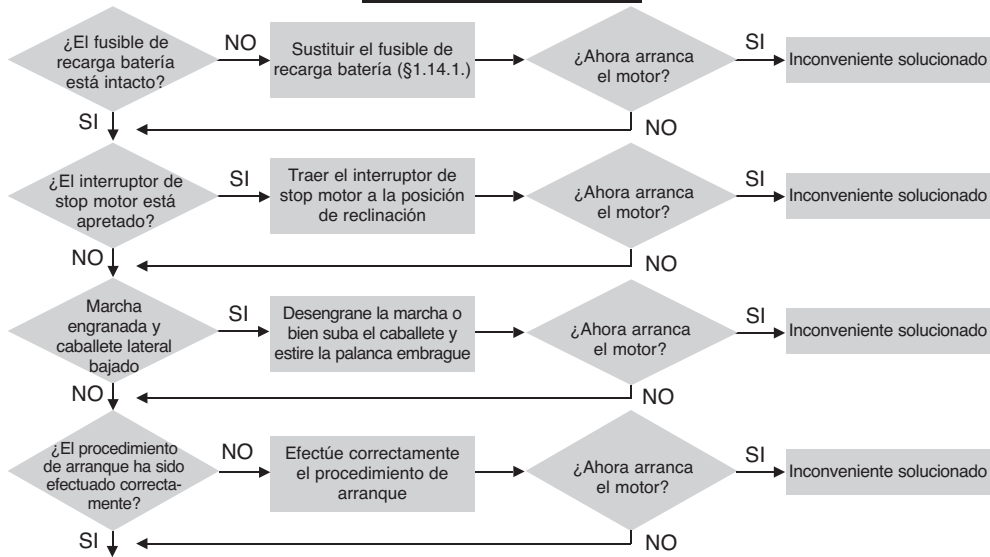 ¿El fusible de
recarga batería
está intacto?
NO
Sustituir el fusible de
recarga batería (§1.14.1.)
¿Ahora arranca
el motor?
SI
Inconveniente solucionado
SI
NO
¿El interruptor de
stop motor está
apretado?
SI
Traer el interruptor de
stop motor a la posición
de reclinación
¿Ahora arranca
el motor?
SI
Inconveniente solucionado
NO
NO
Marcha
engranada y
caballete lateral
bajado
SI
Desengrane la marcha o
bien suba el caballete y
estire la palanca embrague
¿Ahora arranca
el motor?
SI
Inconveniente solucionado
NO
NO
¿El procedimiento
de arranque ha sido
efectuado correcta-
mente?
NO
Efectúe correctamente
el procedimiento de
arranque
¿Ahora arranca
el motor?
SI
Inconveniente solucionado
SI
NO